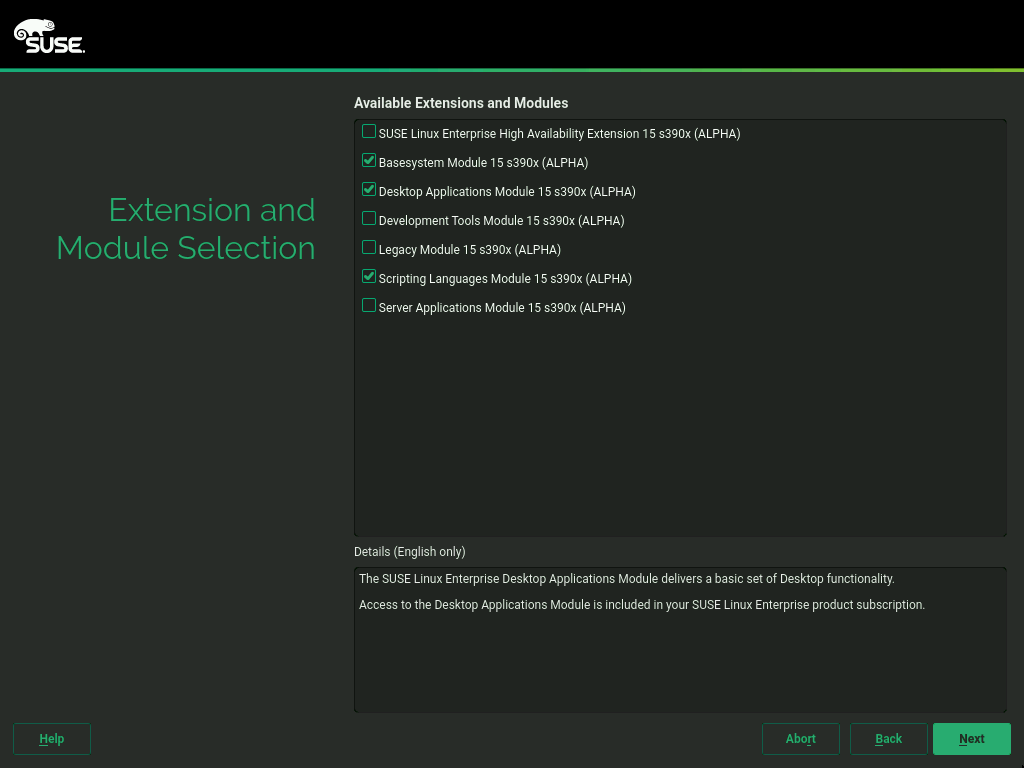 SUSE.
Available Extensions and Modules
SUSE Linux Enterprise High Availability Extension 15 s390x (ALPHA)
Basesystem Module 15 s390x (ALPHA)
Desktop Applications Module 15 s390x (ALPHA)
Development Tools Module 15 s390x (ALPHA)
Legacy Module 15 s390x (ALPHA)
Scripting Languages Module 15 s390x (ALPHA)
Server Applications Module 15 s390x (ALPHA)
Extension and
Module Selection
Details (English only)
The SUSE Linux Enterprise Desktop Applications Module delivers a basic set of Desktop functionality.
Access to the Desktop Applications Module is included in your SUSE Linux Enterprise product subscription.
Help
Abort
Back
Next